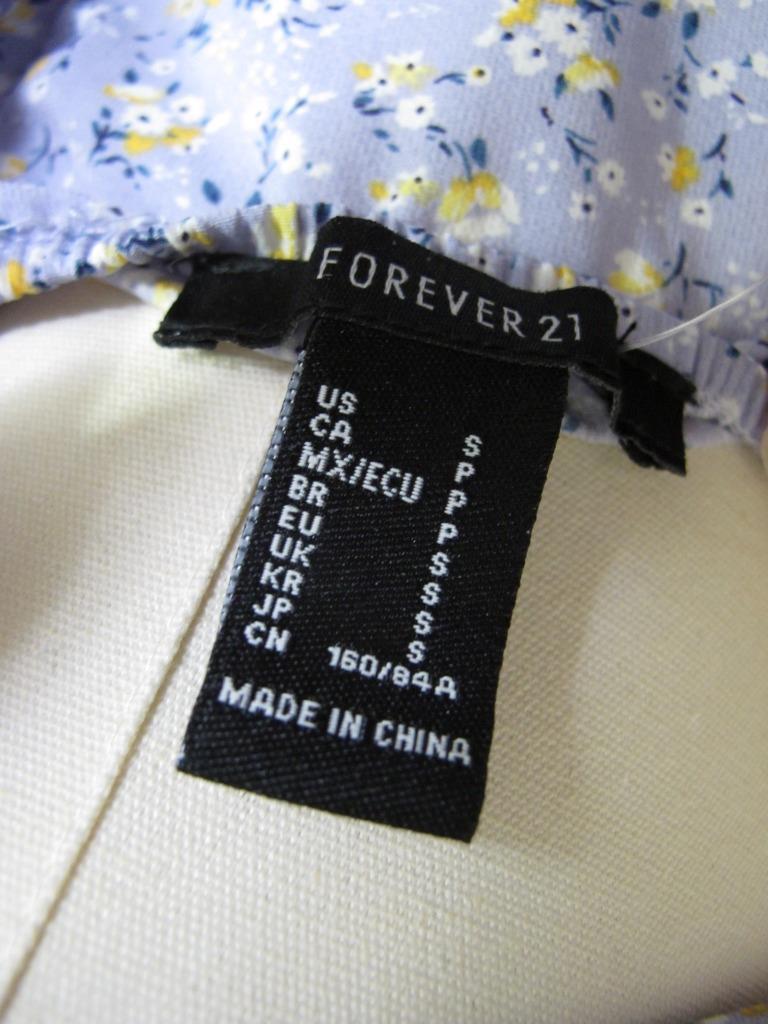 FOREVER 21
US S
CA P
MX/ECU P
BR P
EU S
UK S
KR S
JP S
CN 160/84A
MADE IN CHINA